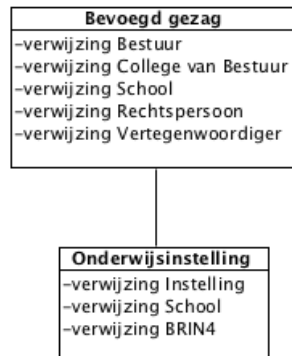 Bevoegd gezag
-verwijzing Bestuur
-verwijzing College van Bestuur
-verwijzing School
-verwijzing Rechtspersoon
-verwijzing Vertegenwoordiger
Onderwijsinstelling
-verwijzing Instelling
-verwijzing School
-verwijzing BRIN4